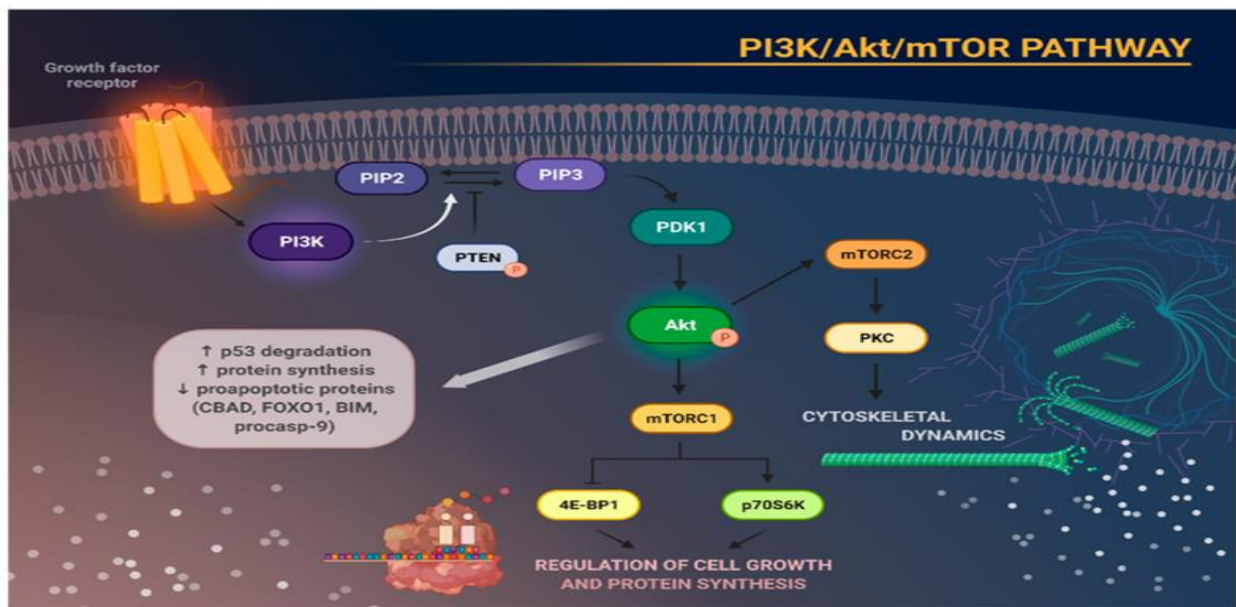 PI3K/Akt/mTOR PATHWAY
Growth factor
receptor
PIP2
PIP3
PI3K
PTEN
P
PDK1
mTORC2
Akt
P
PKC
↑ p53 degradation
↑ protein synthesis
↓ proapoptotic proteins
(CBAD, FOXO1, BIM,
procasp-9)
mTORC1
CYTOSKELETAL
DYNAMICS
4E-BP1
p70S6K
REGULATION OF CELL GROWTH
AND PROTEIN SYNTHESIS